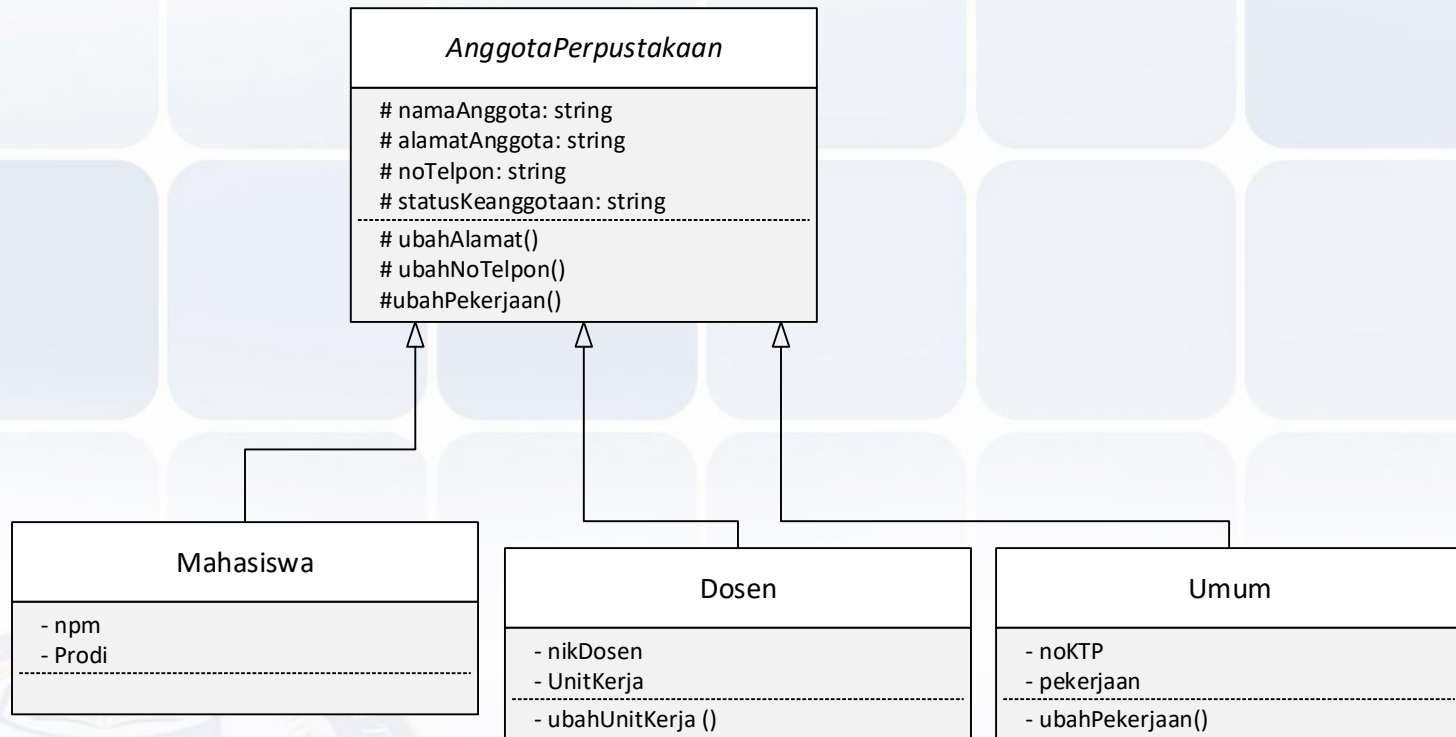 AnggotaPerpustakaan
# namaAnggota: string
# alamatAnggota: string
# noTelpon: string
# statusKeanggotaan: string
# ubahAlamat()
# ubahNoTelpon()
#ubahPekerjaan()
Mahasiswa
- npm
- Prodi
Dosen
- nikDosen
- UnitKerja
- ubahUnitKerja ()
Umum
- noKTP
- pekerjaan
- ubahPekerjaan()